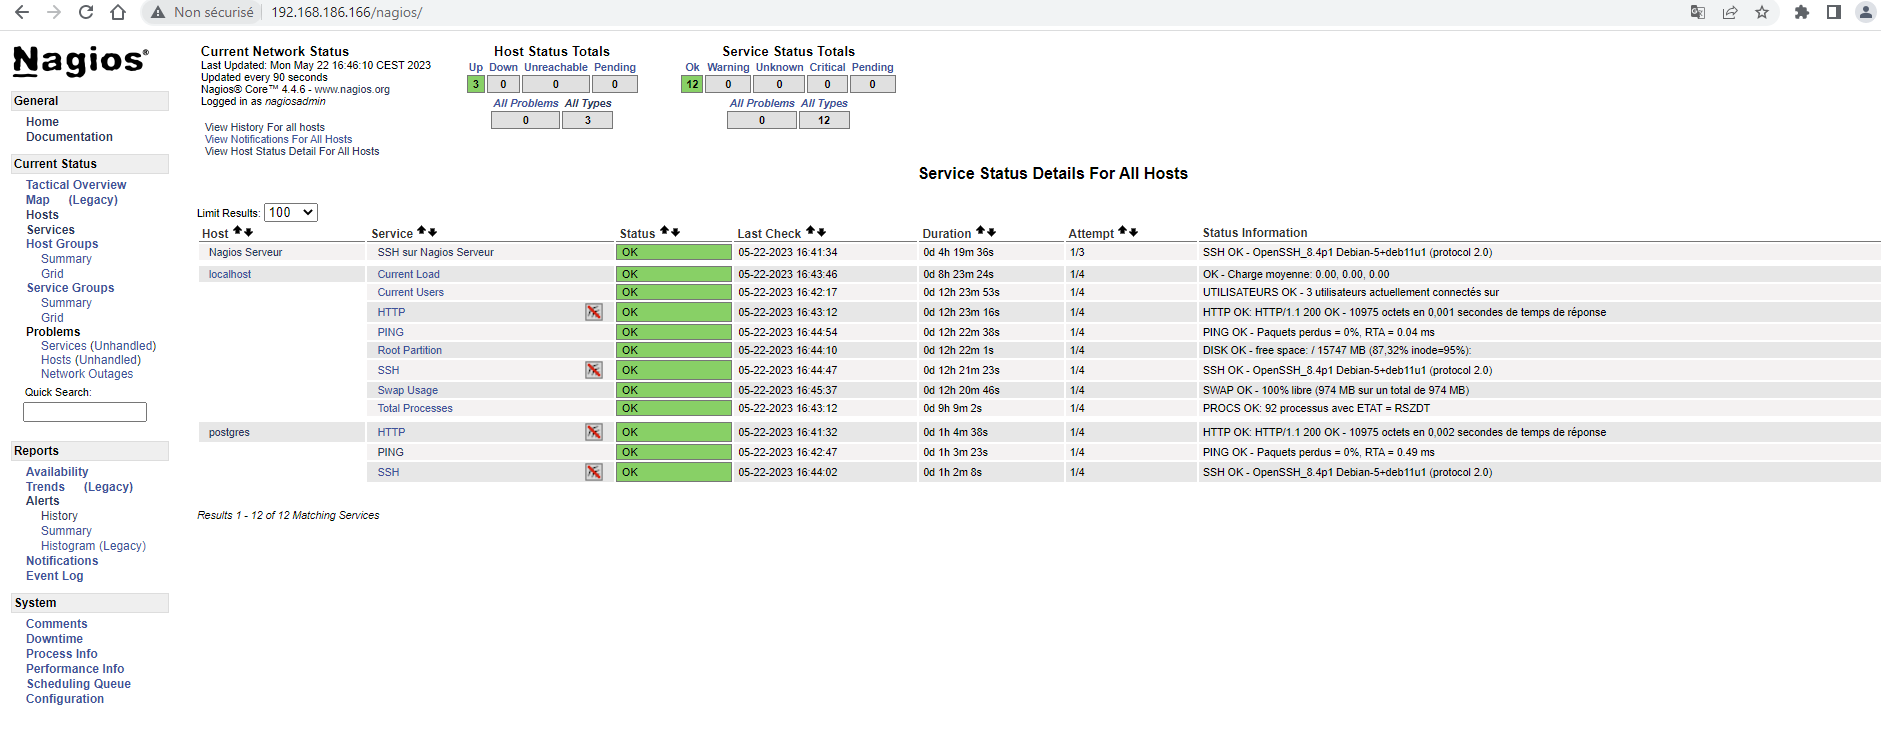 Non sécurisé 192.168.186.166/nagios/
Nagios®
General
Home
Documentation
Current Status
Tactical Overview
Map (Legacy)
Hosts
Services
Host Groups
Summary
Grid
Service Groups
Summary
Grid
Problems
Services (Unhandled)
Hosts (Unhandled)
Network Outages
Quick Search:
Reports
Availability
Trends (Legacy)
Alerts
History
Summary
Histogram (Legacy)
Notifications
Event Log
System
Comments
Downtime
Process Info
Performance Info
Scheduling Queue
Configuration
Current Network Status
Last Updated: Mon May 22 16:46:10 CEST 2023
Updated every 90 seconds
Nagios® Core™ 4.4.6 - www.nagios.org
Logged in as nagiosadmin
View History For all hosts
View Notifications For All Hosts
View Host Status Detail For All Hosts
Host Status Totals
Up Down Unreachable Pending
3 0 0 0
All Problems All Types
0 3
Service Status Totals
Ok Warning Unknown Critical Pending
12 0 0 0 0
All Problems All Types
0 12
Service Status Details For All Hosts
Limit Results: 100
Host Service Status Last Check Duration Attempt Status Information
Nagios Serveur SSH sur Nagios Serveur OK 05-22-2023 16:41:34 0d 4h 19m 36s 1/3 SSH OK - OpenSSH_8.4p1 Debian-5+deb11u1 (protocol 2.0)
localhost Current Load OK 05-22-2023 16:43:46 0d 8h 23m 24s 1/4 OK - Charge moyenne: 0.00, 0.00, 0.00
Current Users OK 05-22-2023 16:42:17 0d 12h 23m 53s 1/4 UTILISATEURS OK - 3 utilisateurs actuellement connectés sur
HTTP OK 05-22-2023 16:43:12 0d 12h 23m 16s 1/4 HTTP OK: HTTP/1.1 200 OK - 10975 octets en 0,001 secondes de temps de réponse
PING OK 05-22-2023 16:44:54 0d 12h 22m 38s 1/4 PING OK - Paquets perdus = 0%, RTA = 0.04 ms
Root Partition OK 05-22-2023 16:44:10 0d 12h 22m 1s 1/4 DISK OK - free space: / 15747 MB (87,32% inode=95%):
SSH OK 05-22-2023 16:44:47 0d 12h 21m 23s 1/4 SSH OK - OpenSSH_8.4p1 Debian-5+deb11u1 (protocol 2.0)
Swap Usage OK 05-22-2023 16:45:37 0d 12h 20m 46s 1/4 SWAP OK - 100% libre (974 MB sur un total de 974 MB)
Total Processes OK 05-22-2023 16:43:12 0d 9h 9m 2s 1/4 PROCS OK: 92 processus avec ETAT = RSZDT
postgres HTTP OK 05-22-2023 16:41:32 0d 1h 4m 38s 1/4 HTTP OK: HTTP/1.1 200 OK - 10975 octets en 0,002 secondes de temps de réponse
PING OK 05-22-2023 16:42:47 0d 1h 3m 23s 1/4 PING OK - Paquets perdus = 0%, RTA = 0.49 ms
SSH OK 05-22-2023 16:44:02 0d 1h 2m 8s 1/4 SSH OK - OpenSSH_8.4p1 Debian-5+deb11u1 (protocol 2.0)
Results 1 - 12 of 12 Matching Services